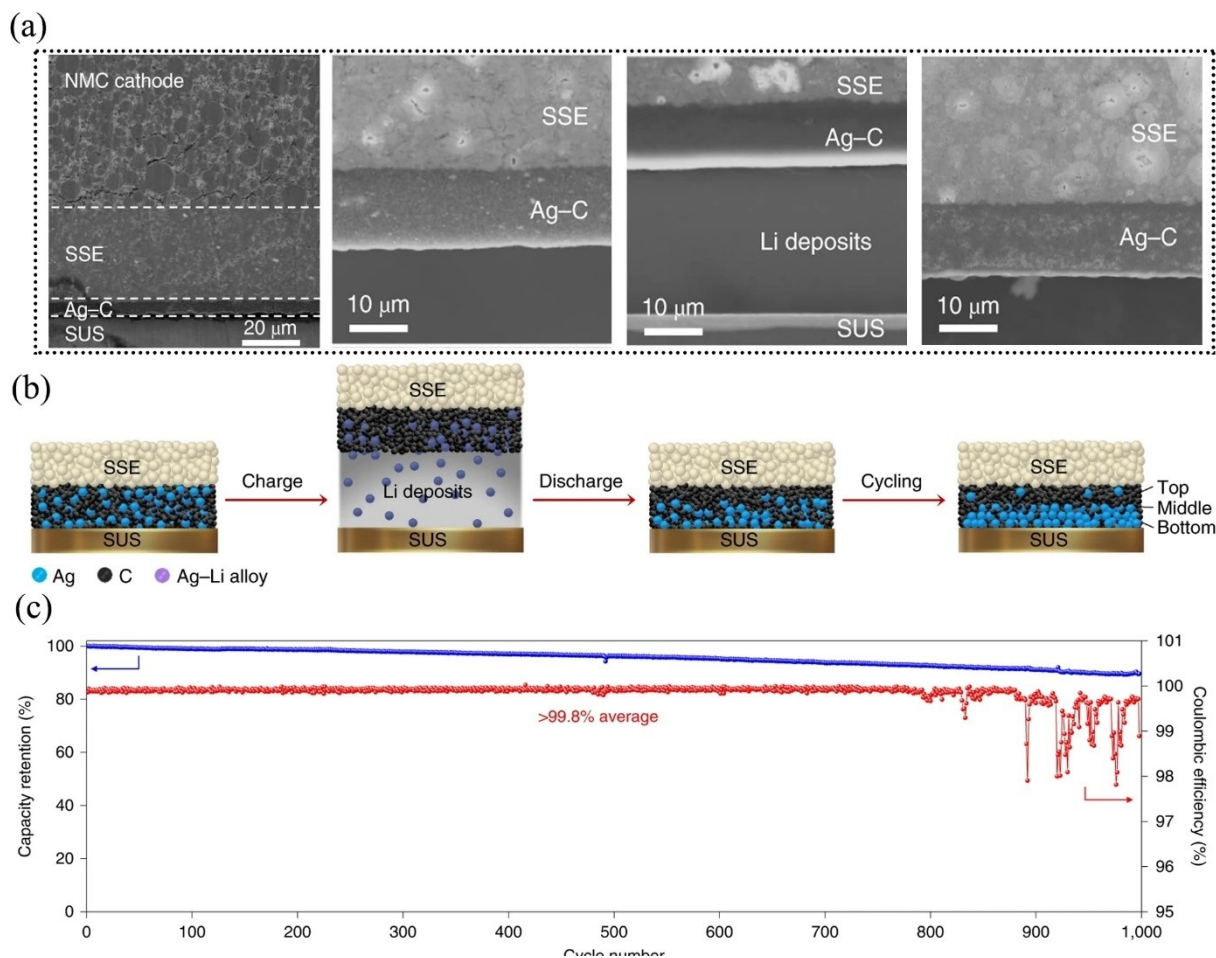 (a)
NMC cathode
SSE
Ag–C
SUS
20 μm
SSE
Ag–C
10 μm
SSE
Ag–C
Li deposits
10 μm
SUS
SSE
Ag–C
10 μm
(b)
SSE
SUS
Charge
SSE
Li deposits
SUS
Discharge
SSE
SUS
Cycling
SSE
SUS
Top
Middle
Bottom
Ag
C
Ag–Li alloy
(c)
Capacity retention (%)
100
80
60
40
20
0
>99.8% average
101
100
99
98
97
96
95
Coulombic efficiency (%)
0 100 200 300 400 500 600 700 800 900 1,000
Cycle number